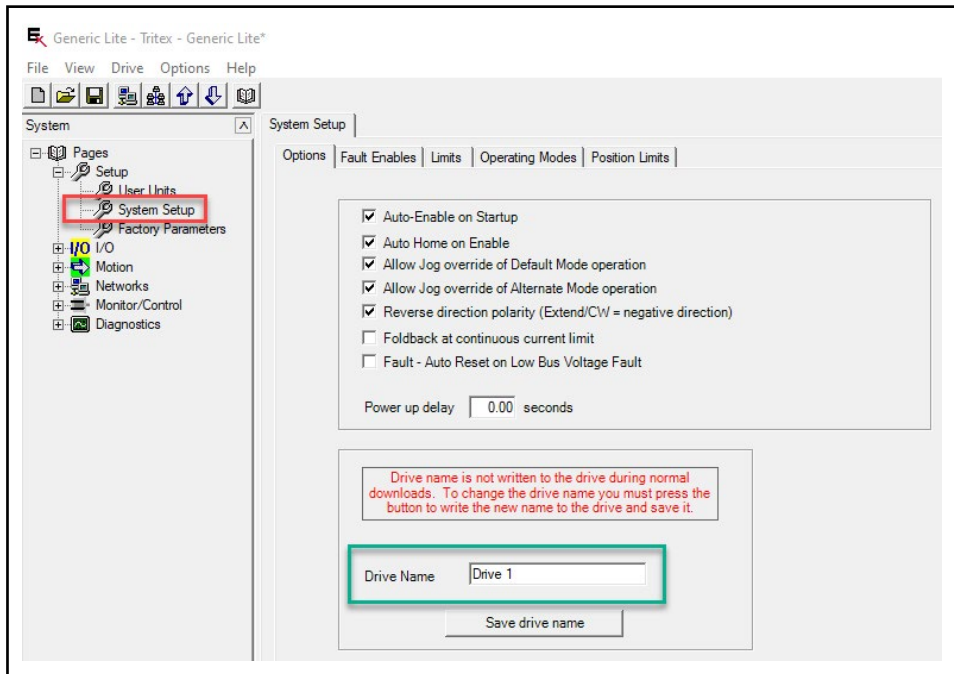 Generic Lite - Tritex - Generic Lite*
File View Drive Options Help
System
System Setup
Pages
Setup
User Units
System Setup
Factory Parameters
I/O I/O
Motion
Networks
Monitor/Control
Diagnostics
Options Fault Enables Limits Operating Modes Position Limits
Auto-Enable on Startup
Auto Home on Enable
Allow Jog override of Default Mode operation
Allow Jog override of Alternate Mode operation
Reverse direction polarity (Extend/CW = negative direction)
Foldback at continuous current limit
Fault - Auto Reset on Low Bus Voltage Fault
Power up delay 0.00 seconds
Drive name is not written to the drive during normal
downloads. To change the drive name you must press the
button to write the new name to the drive and save it.
Drive Name Drive 1
Save drive name